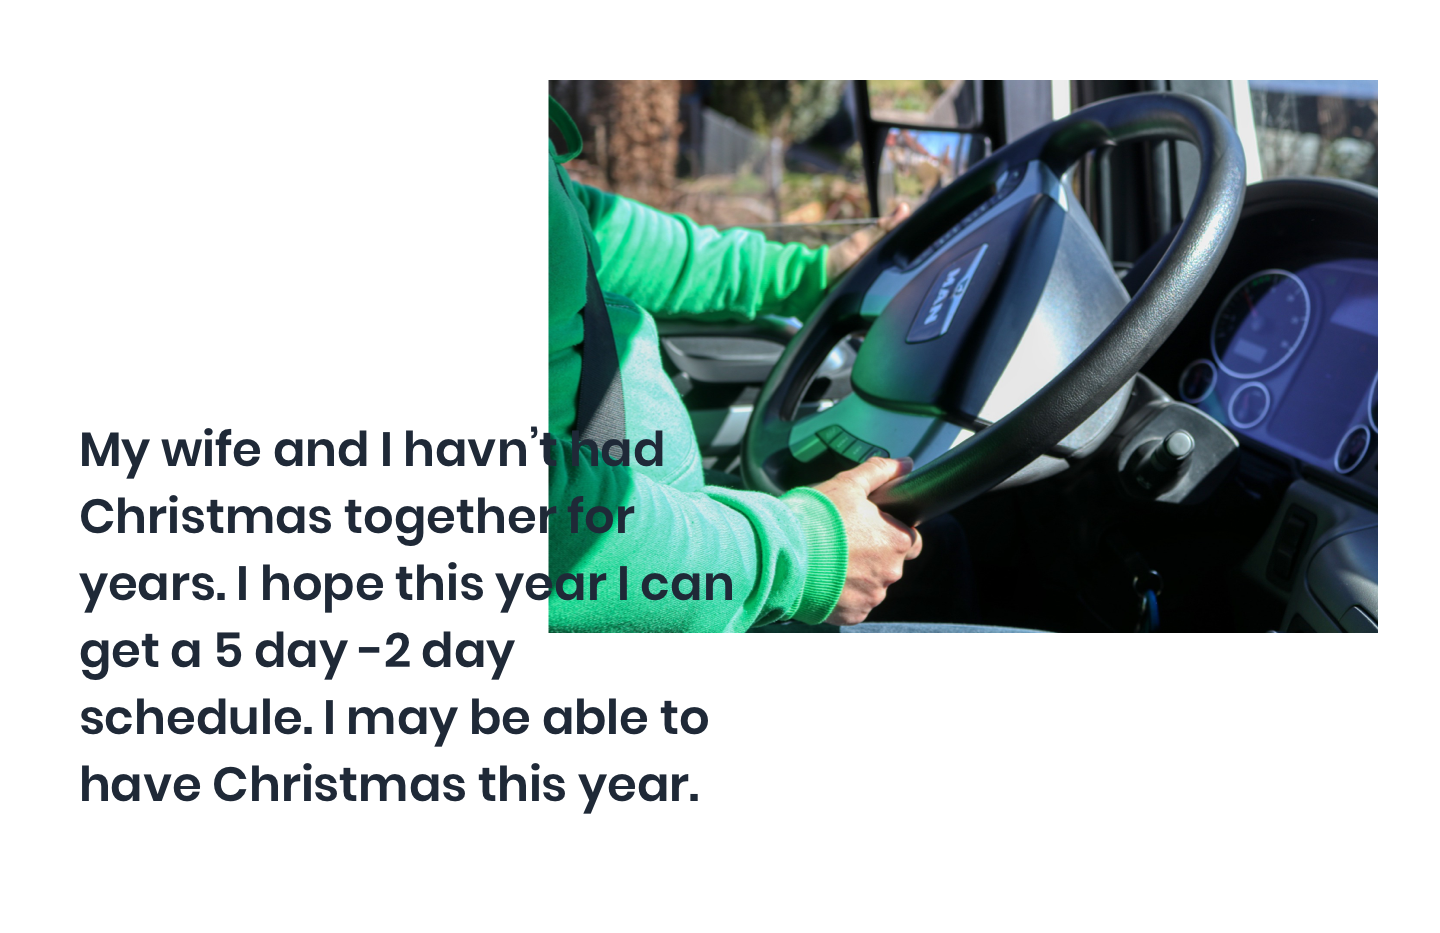 MAN
My wife and I havn’t had
Christmas together for
years. I hope this year I can
get a 5 day -2 day
schedule. I may be able to
have Christmas this year.